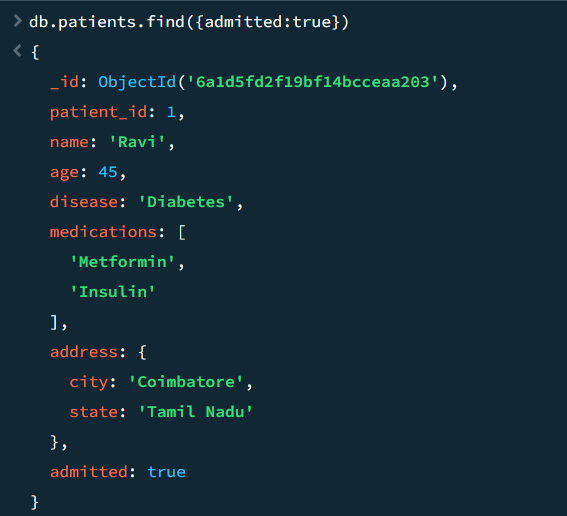 > db.patients.find({admitted:true})
< {
_id: ObjectId('6a1d5fd2f19bf14bcceaa203'),
patient_id: 1,
name: 'Ravi',
age: 45,
disease: 'Diabetes',
medications: [
'Metformin',
'Insulin'
],
address: {
city: 'Coimbatore',
state: 'Tamil Nadu'
},
admitted: true
}